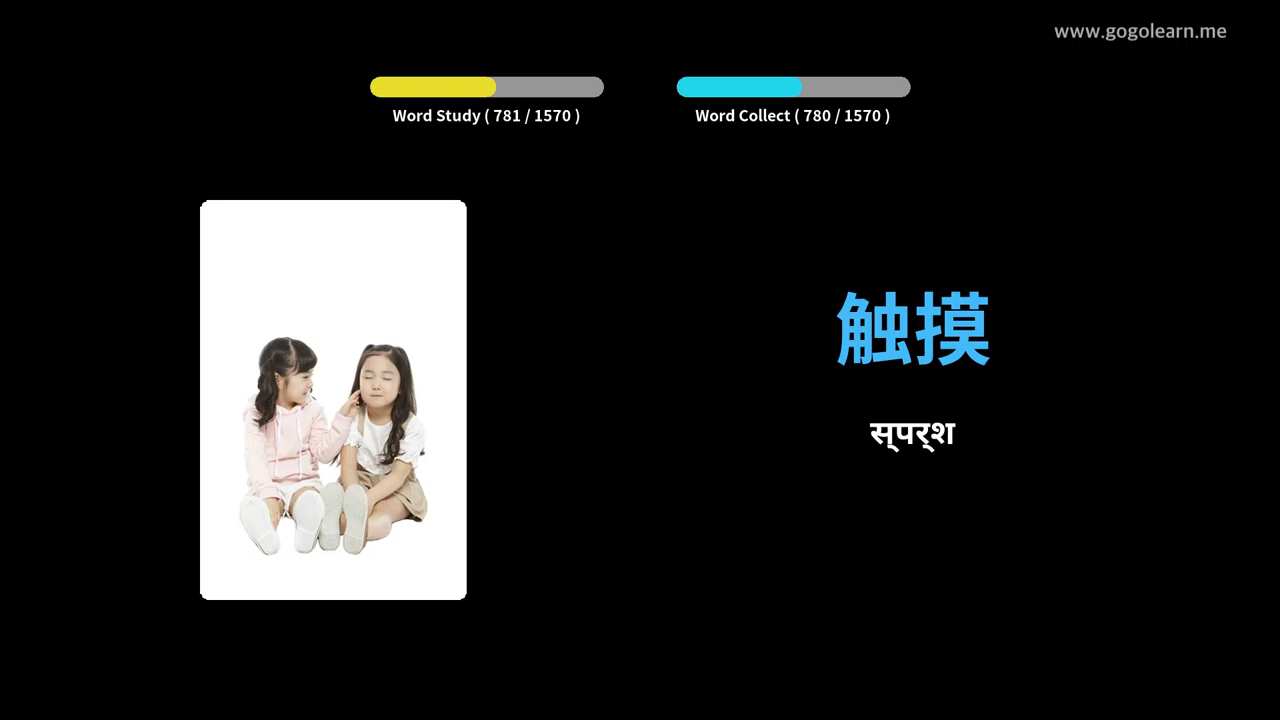 www.gogolearn.me
Word Study ( 781 / 1570 )
Word Collect ( 780 / 1570 )
触摸
स्पर्श